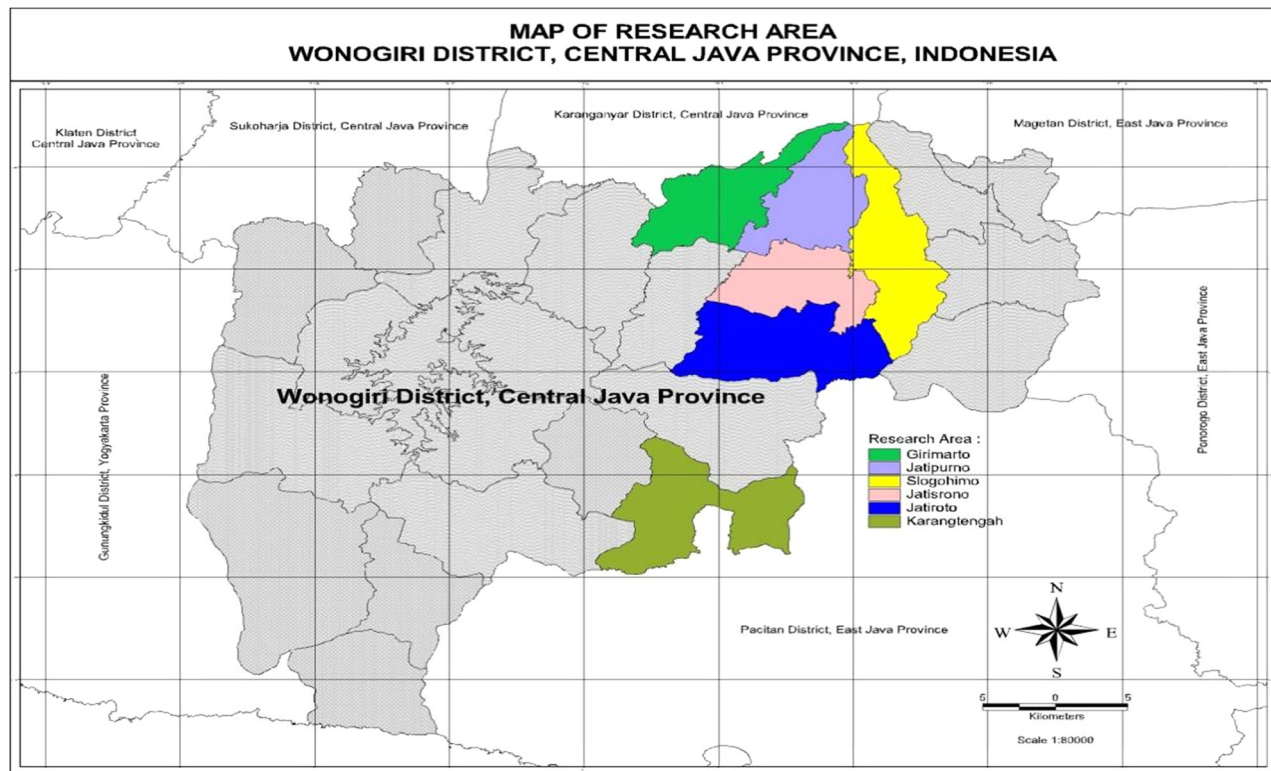 MAP OF RESEARCH AREA
WONOGIRI DISTRICT, CENTRAL JAVA PROVINCE, INDONESIA
Klaten District
Central Java Province
Sukoharja District, Central Java Province
Karanganyar District, Central Java Province
Magetan District, East Java Province
Gunungkidul District, Yogyakarta Province
Wonogiri District, Central Java Province
Ponorogo District, East Java Province
Research Area :
Girimarto
Jatipurno
Slogohimo
Jatisrono
Jatiroto
Karangtengah
Pacitan District, East Java Province
N
W E
S
5 0 5
Kilometers
Scale 1:80000